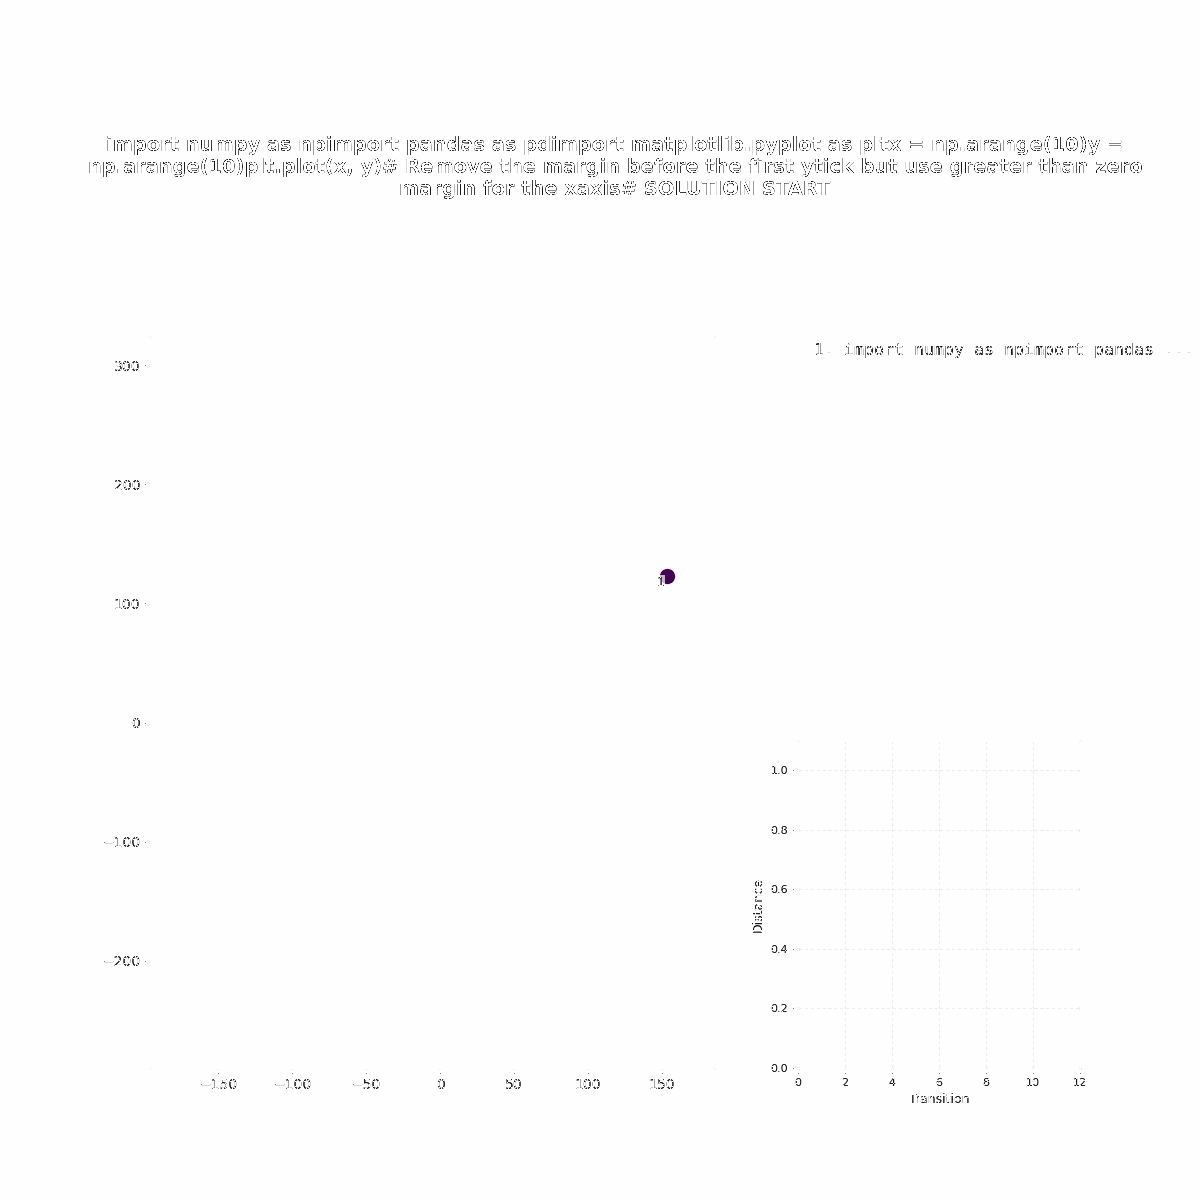 import numpy as npimport pandas as pdimport matplotlib.pyplot as pltx = np.arange(10)y =
np.arange(10)plt.plot(x, y)# Remove the margin before the first ytick but use greater than zero
margin for the xaxis# SOLUTION START
1. import numpy as npimport pandas ...
300
200
100
0
−100
−200
−150 −100 −50 0 50 100 150
1
1.0
0.8
0.6
0.4
0.2
0.0
0 2 4 6 8 10 12
Distance
Transition